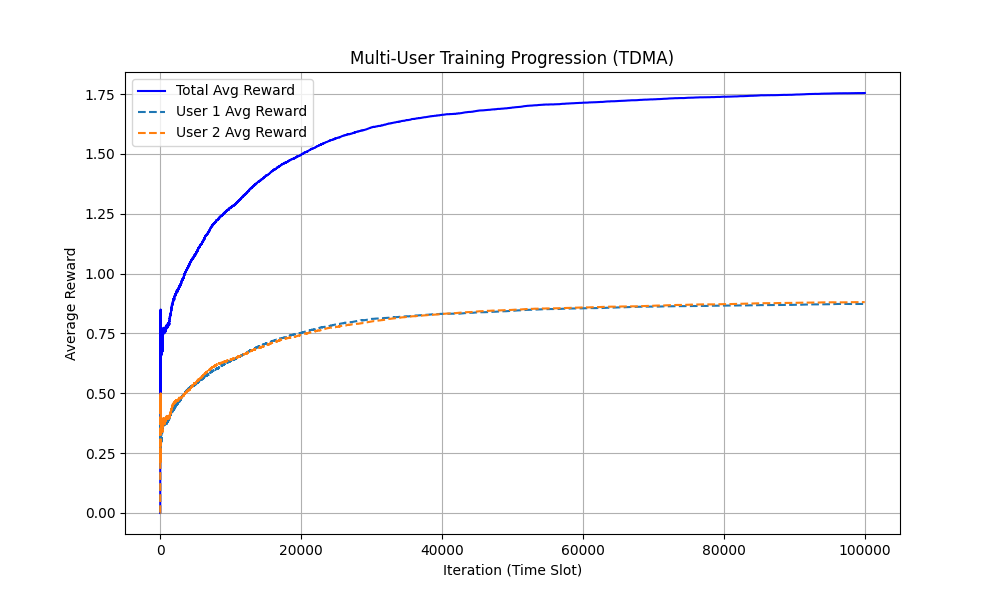 Multi-User Training Progression (TDMA)
Total Avg Reward
User 1 Avg Reward
User 2 Avg Reward
Average Reward
1.75
1.50
1.25
1.00
0.75
0.50
0.25
0.00
0 20000 40000 60000 80000 100000
Iteration (Time Slot)